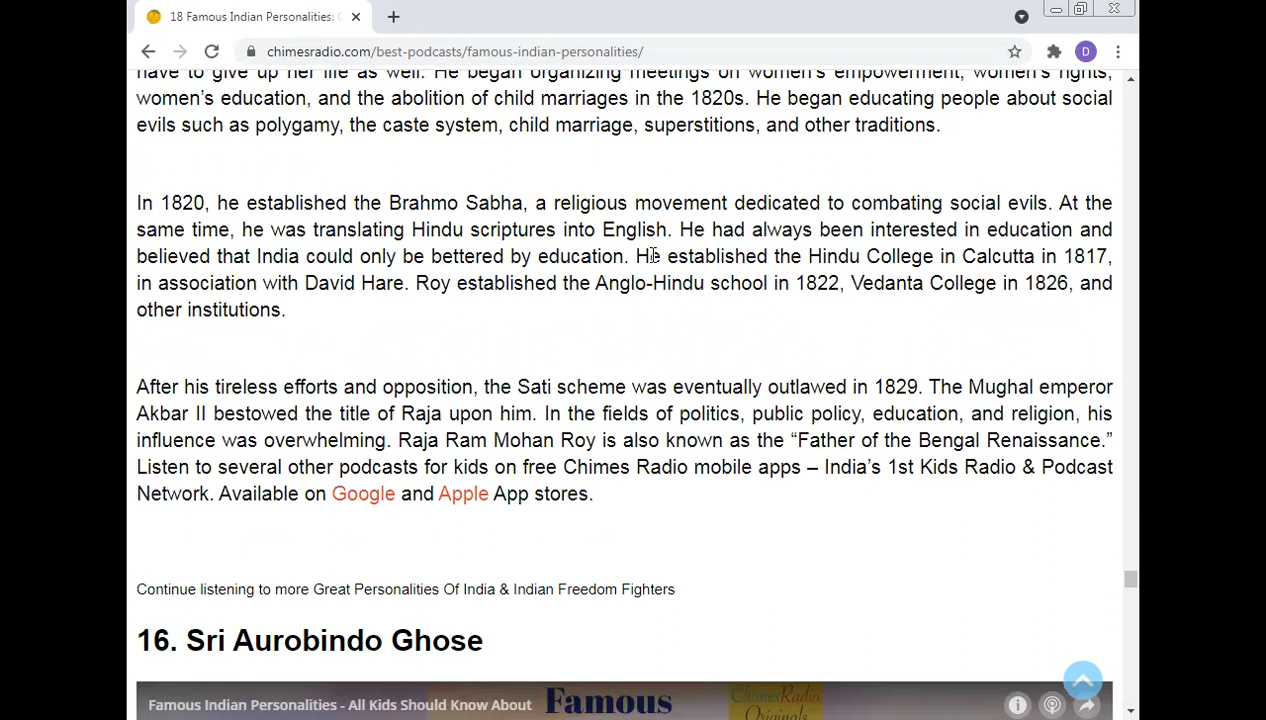 18 Famous Indian Personalities: G
chimesradio.com/best-podcasts/famous-indian-personalities/
D
have to give up her life as well. He began organizing meetings on women's empowerment, women's rights,
women's education, and the abolition of child marriages in the 1820s. He began educating people about social
evils such as polygamy, the caste system, child marriage, superstitions, and other traditions.
In 1820, he established the Brahmo Sabha, a religious movement dedicated to combating social evils. At the
same time, he was translating Hindu scriptures into English. He had always been interested in education and
believed that India could only be bettered by education. He established the Hindu College in Calcutta in 1817,
in association with David Hare. Roy established the Anglo-Hindu school in 1822, Vedanta College in 1826, and
other institutions.
After his tireless efforts and opposition, the Sati scheme was eventually outlawed in 1829. The Mughal emperor
Akbar II bestowed the title of Raja upon him. In the fields of politics, public policy, education, and religion, his
influence was overwhelming. Raja Ram Mohan Roy is also known as the “Father of the Bengal Renaissance.”
Listen to several other podcasts for kids on free Chimes Radio mobile apps – India's 1st Kids Radio & Podcast
Network. Available on Google and Apple App stores.
Continue listening to more Great Personalities Of India & Indian Freedom Fighters
16. Sri Aurobindo Ghose
Famous Indian Personalities - All Kids Should Know About
Famous
ChimesRadio
Originals